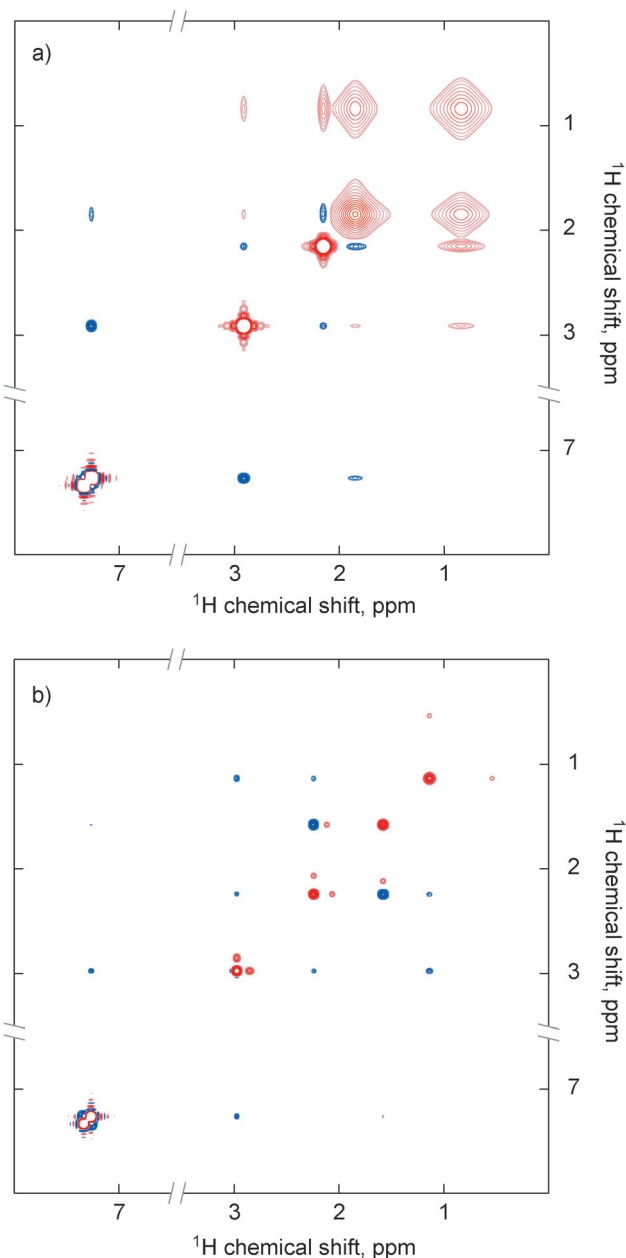 a)
1
2
3
7
¹H chemical shift, ppm
7
3
2
1
¹H chemical shift, ppm
b)
1
2
3
7
¹H chemical shift, ppm
7
3
2
1
¹H chemical shift, ppm